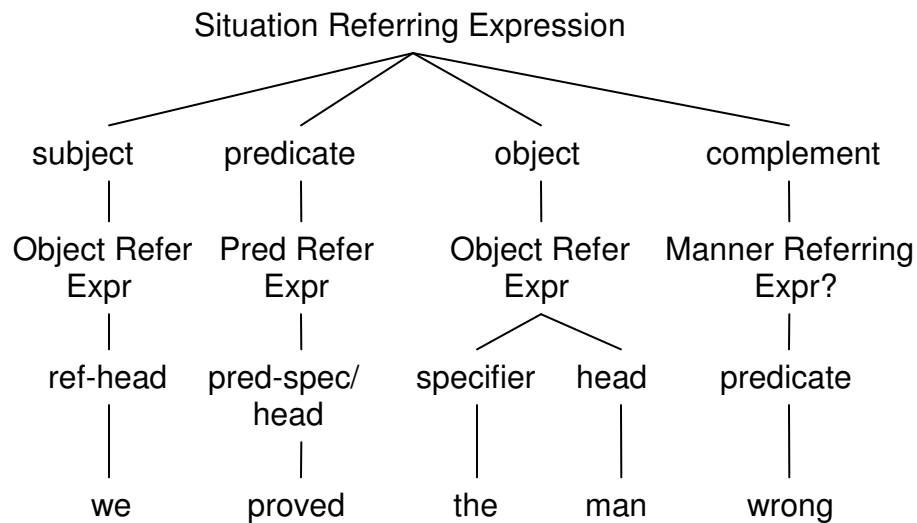 Situation Referring Expression
subject predicate object complement
Object Refer Pred Refer Object Refer Manner Referring
Expr Expr Expr Expr?
ref-head pred-spec/ specifier head predicate
head
we proved the man wrong